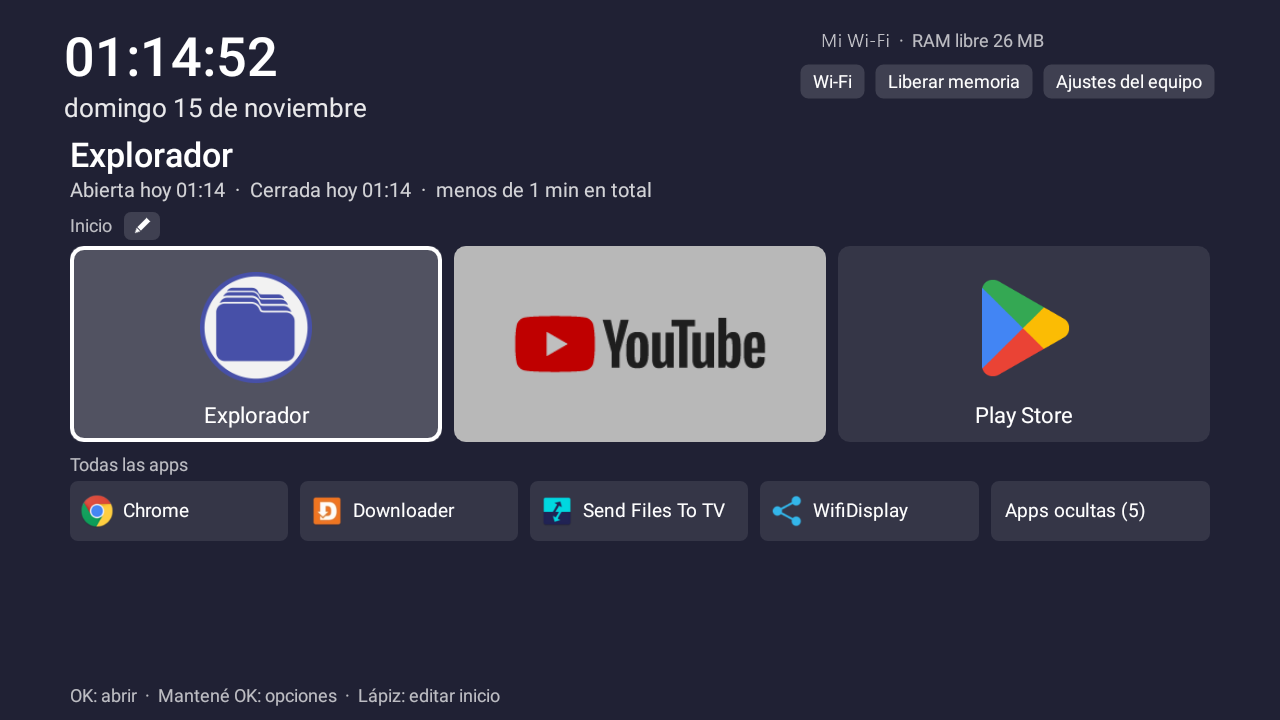 01:14:52
domingo 15 de noviembre
Mi Wi-Fi · RAM libre 26 MB
Wi-Fi
Liberar memoria
Ajustes del equipo
Explorador
Abierta hoy 01:14 · Cerrada hoy 01:14 · menos de 1 min en total
Inicio
Explorador
YouTube
Play Store
Todas las apps
Chrome
Downloader
Send Files To TV
WifiDisplay
Apps ocultas (5)
OK: abrir · Mantené OK: opciones · Lápiz: editar inicio